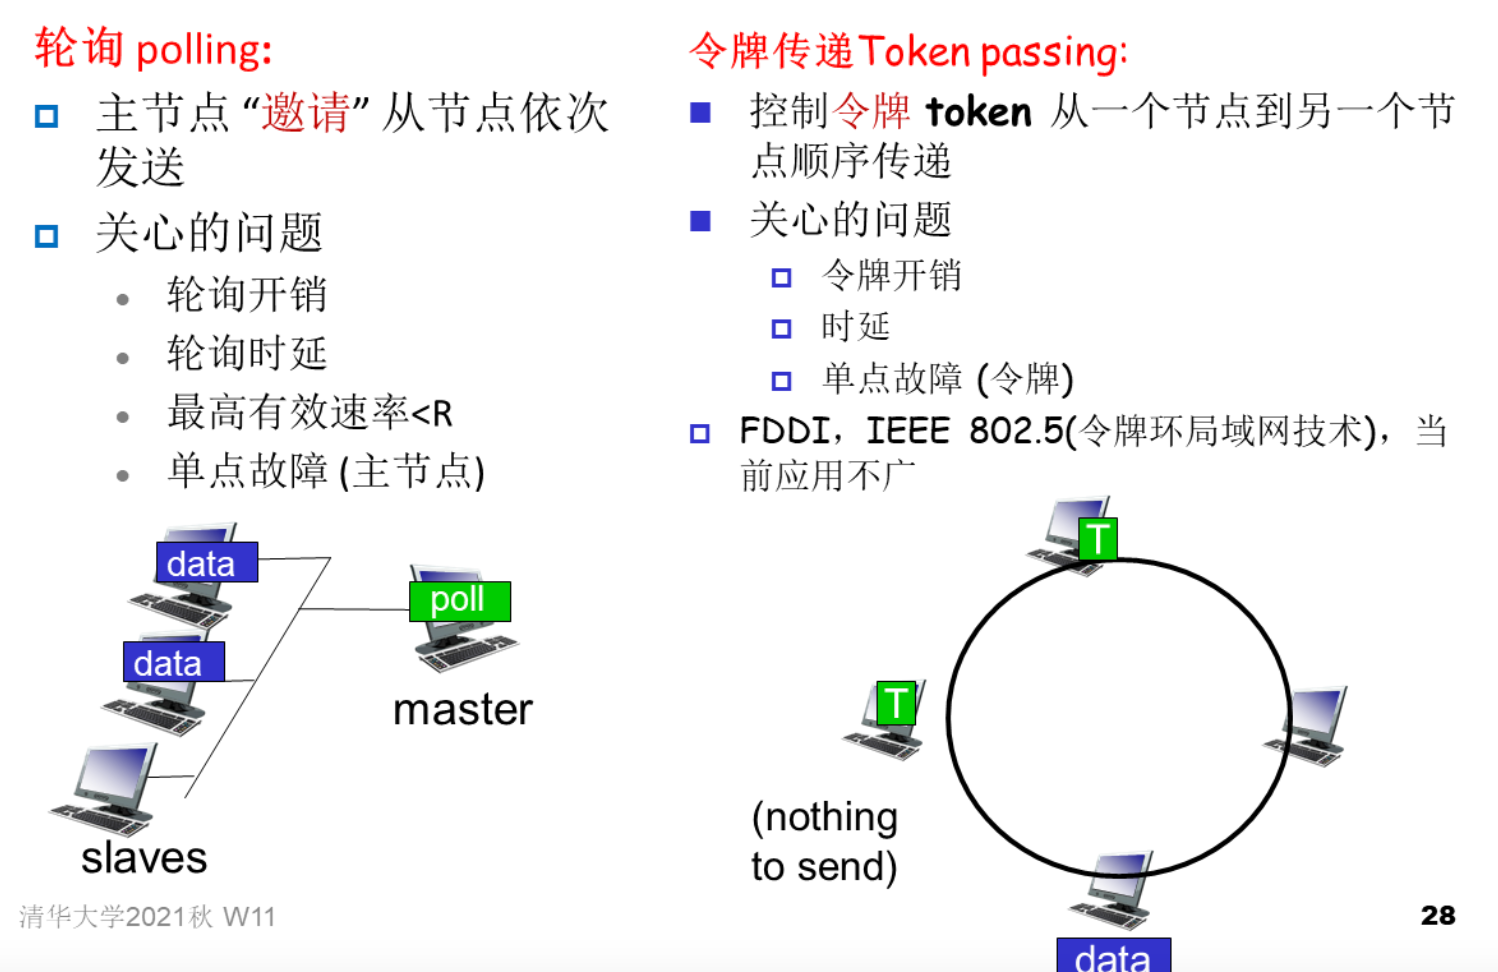 轮询 polling:
主节点 “邀请” 从节点依次
发送
关心的问题
轮询开销
轮询时延
最高有效速率<R
单点故障 (主节点)
data
data
poll
master
slaves
令牌传递Token passing:
控制令牌 token 从一个节点到另一个节
点顺序传递
关心的问题
令牌开销
时延
单点故障 (令牌)
FDDI，IEEE 802.5(令牌环局域网技术)，当
前应用不广
T
T
(nothing
to send)
data
清华大学2021秋 W11
28